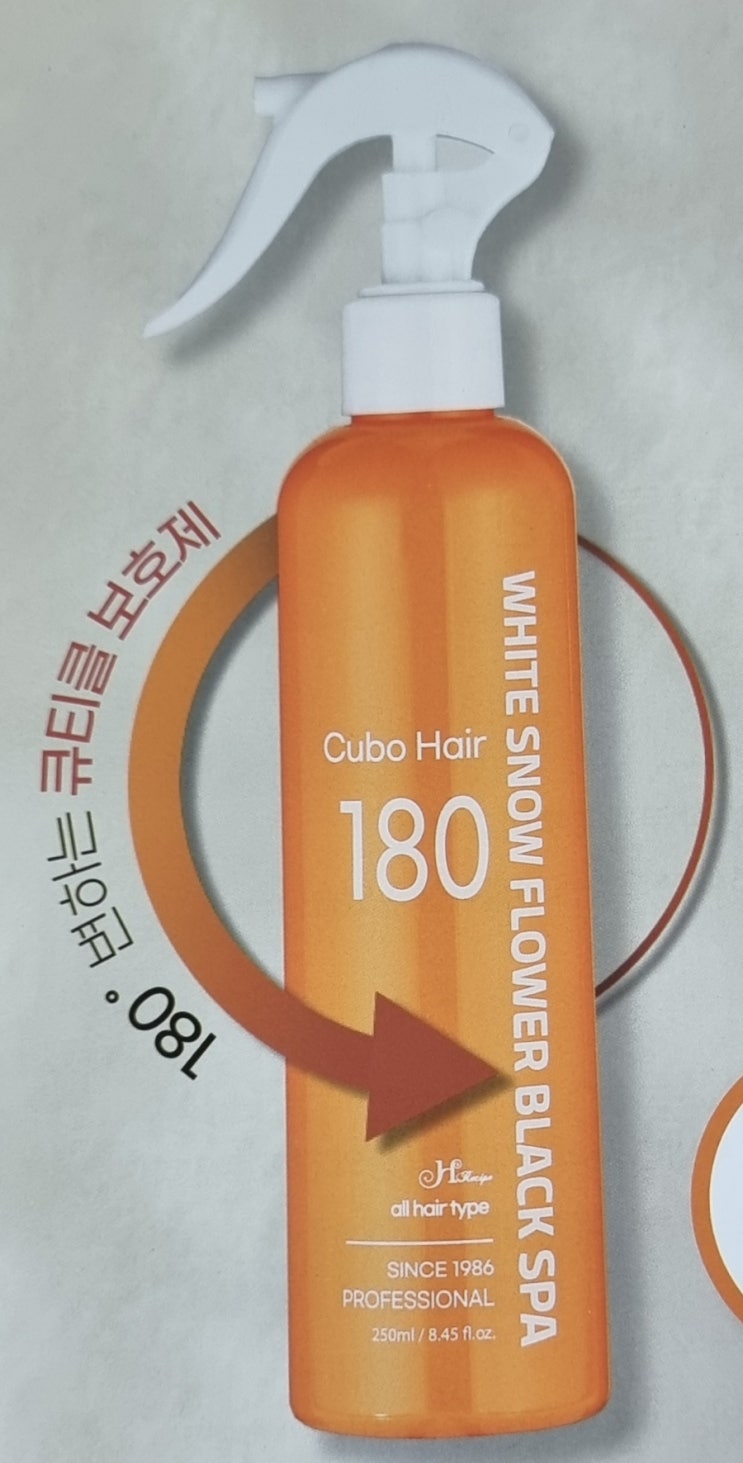 180° 변하는 큐티클 보호제
Cubo Hair
180
WHITE SNOW FLOWER BLACK SPA
H Recipe
all hair type
SINCE 1986
PROFESSIONAL
250ml / 8.45 fl.oz.